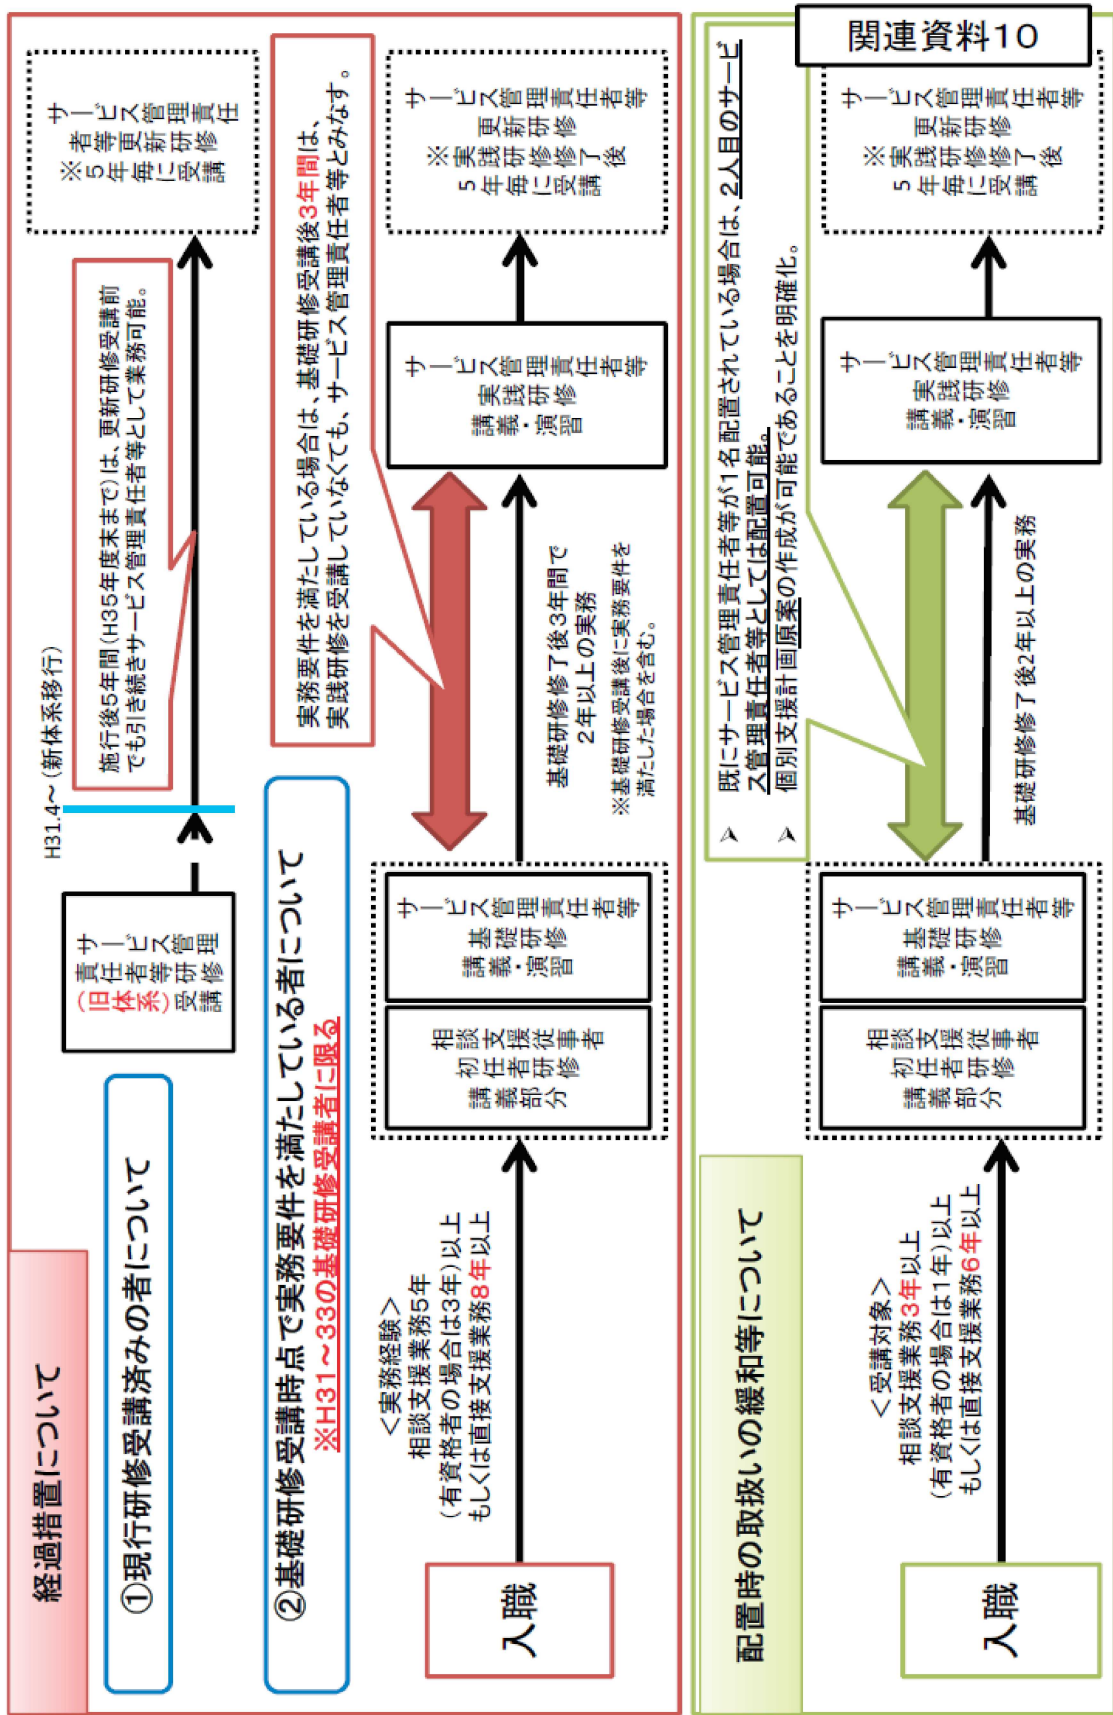 関連資料10
経過措置について
①現行研修受講済みの者について
サービス管理
責任者等研修
（旧体系）受講
H31.4～（新体系移行）
施行後5年間（H35年度末まで）は、更新研修受講前
でも引き続きサービス管理責任者等として業務可能。
サービス管理責任
者等更新研修
※5年毎に受講
②基礎研修受講時点で実務要件を満たしている者について
※H31～33の基礎研修受講者に限る
入職
＜実務経験＞
相談支援業務5年
（有資格者の場合は3年）以上
もしくは直接支援業務8年以上
相談支援従事者
初任者研修
講義部分
サービス管理責任者等
基礎研修
講義・演習
実務要件を満たしている場合は、基礎研修受講後3年間は、
実践研修を受講していなくても、サービス管理責任者等とみなす。
基礎研修修了後3年間で
2年以上の実務
※基礎研修受講後に実務要件を
満たした場合を含む。
サービス管理責任者等
実践研修
講義・演習
サービス管理責任者等
更新研修
※実践研修修了後
5年毎に受講
配置時の取扱いの緩和等について
入職
＜受講対象＞
相談支援業務3年以上
（有資格者の場合は1年）以上
もしくは直接支援業務6年以上
相談支援従事者
初任者研修
講義部分
サービス管理責任者等
基礎研修
講義・演習
➢ 既にサービス管理責任者等が1名配置されている場合は、2人目のサービ
ス管理責任者等としては配置可能。
➢ 個別支援計画原案の作成が可能であることを明確化。
基礎研修修了後2年以上の実務
サービス管理責任者等
実践研修
講義・演習
サービス管理責任者等
更新研修
※実践研修修了後
5年毎に受講